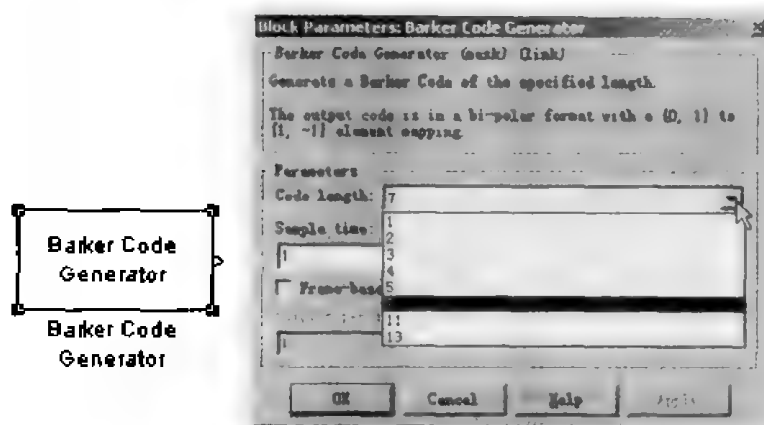 Block Parameters: Barker Code Generator
Barker Code Generator (mask) (link)
Generate a Barker Code of the specified length.
The output code is in a bi-polar format with a {0, 1} to
{1, -1} element mapping
Parameters
Code length: 7
1
2
3
4
5
11
13
Sample time:
1
Frame-base
1
OK
Cancel
Help
Apply
Barker Code
Generator
Barker Code
Generator